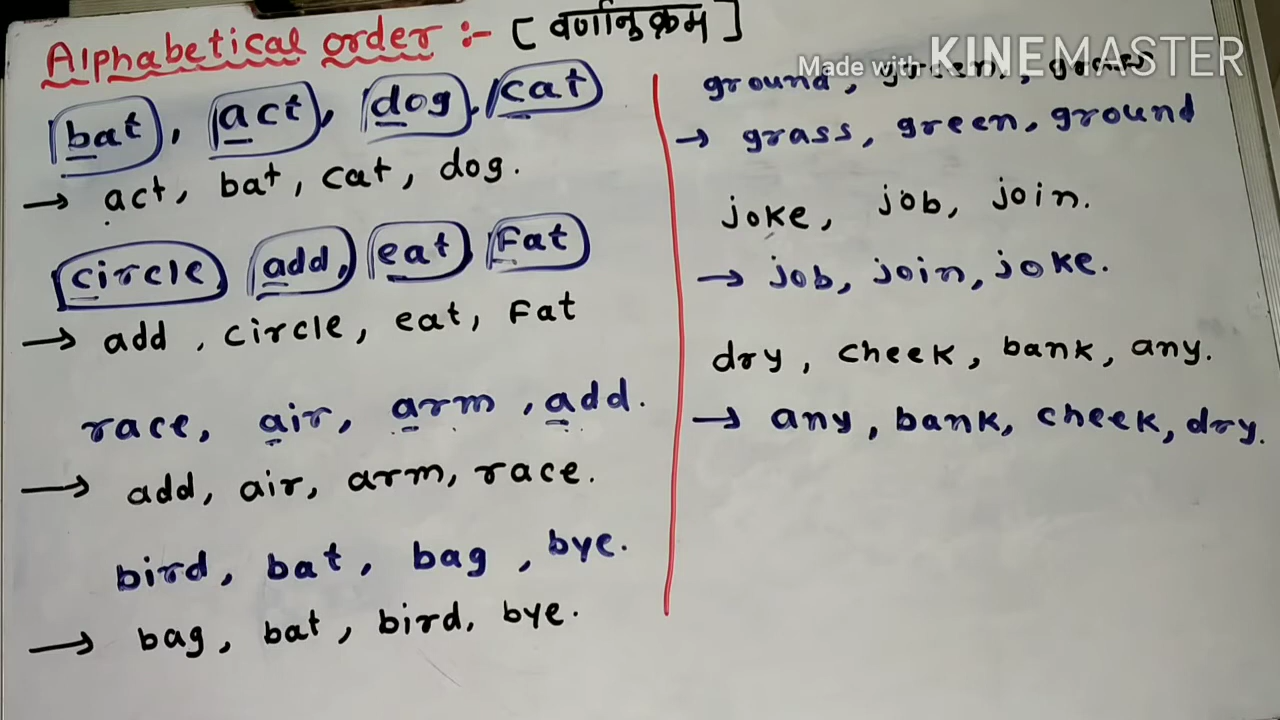 Alphabetical order :- [ वर्णानुक्रम ]
bat, act, dog, cat
→ act, bat, cat, dog.
circle, add, eat, Fat
→ add, circle, eat, Fat
race, air, arm, add.
→ add, air, arm, race.
bird, bat, bag, bye.
→ bag, bat, bird, bye.
Made with KINEMASTER
ground, green, grass
→ grass, green, ground
joke, job, join.
→ job, join, joke.
dry, cheek, bank, any.
→ any, bank, cheek, dry.